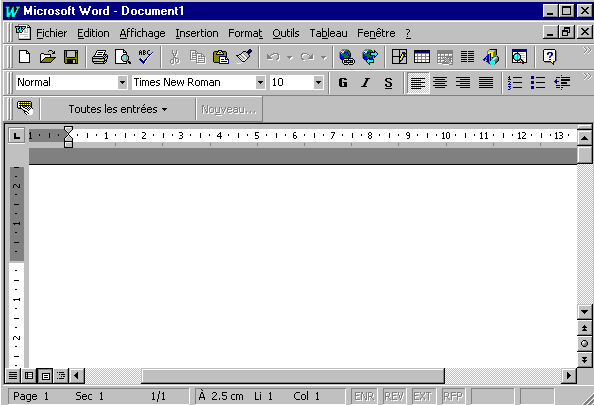 Microsoft Word - Document1
Fichier Edition Affichage Insertion Format Outils Tableau Fenêtre ?
Normal Times New Roman 10 G I S
Toutes les entrées Nouveau...
L 1 1 2 3 4 5 6 7 8 9 10 11 12 13
2
1
1
2
Page 1 Sec 1 1/1 À 2.5 cm Li 1 Col 1 ENR REV EXT RFP